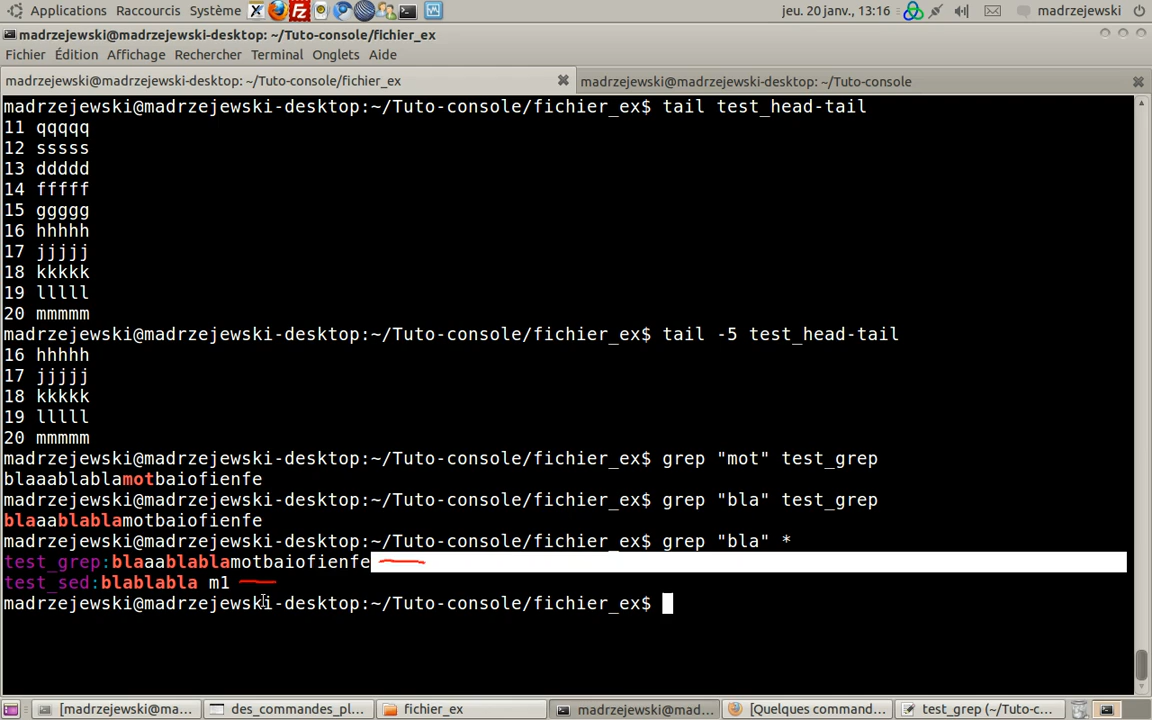 Applications Raccourcis Système jeu. 20 janv., 13:16 madrzejewski
madrzejewski@madrzejewski-desktop: ~/Tuto-console/fichier_ex
Fichier Édition Affichage Rechercher Terminal Onglets Aide
madrzejewski@madrzejewski-desktop: ~/Tuto-console/fichier_ex madrzejewski@madrzejewski-desktop: ~/Tuto-console
madrzejewski@madrzejewski-desktop:~/Tuto-console/fichier_ex$ tail test_head-tail
11 qqqqq
12 sssss
13 ddddd
14 fffff
15 ggggg
16 hhhhh
17 jjjjj
18 kkkkk
19 lllll
20 mmmmm
madrzejewski@madrzejewski-desktop:~/Tuto-console/fichier_ex$ tail -5 test_head-tail
16 hhhhh
17 jjjjj
18 kkkkk
19 lllll
20 mmmmm
madrzejewski@madrzejewski-desktop:~/Tuto-console/fichier_ex$ grep "mot" test_grep
blaaablablamotbaiofienfe
madrzejewski@madrzejewski-desktop:~/Tuto-console/fichier_ex$ grep "bla" test_grep
blaaablablamotbaiofienfe
madrzejewski@madrzejewski-desktop:~/Tuto-console/fichier_ex$ grep "bla" *
test_grep:blaaablablamotbaiofienfe
test_sed:blablabla m1
madrzejewski@madrzejewski-desktop:~/Tuto-console/fichier_ex$
[madrzejewski@ma... des_commandes_pl... fichier_ex madrzejewski@mad... [Quelques command... test_grep (~/Tuto-c...